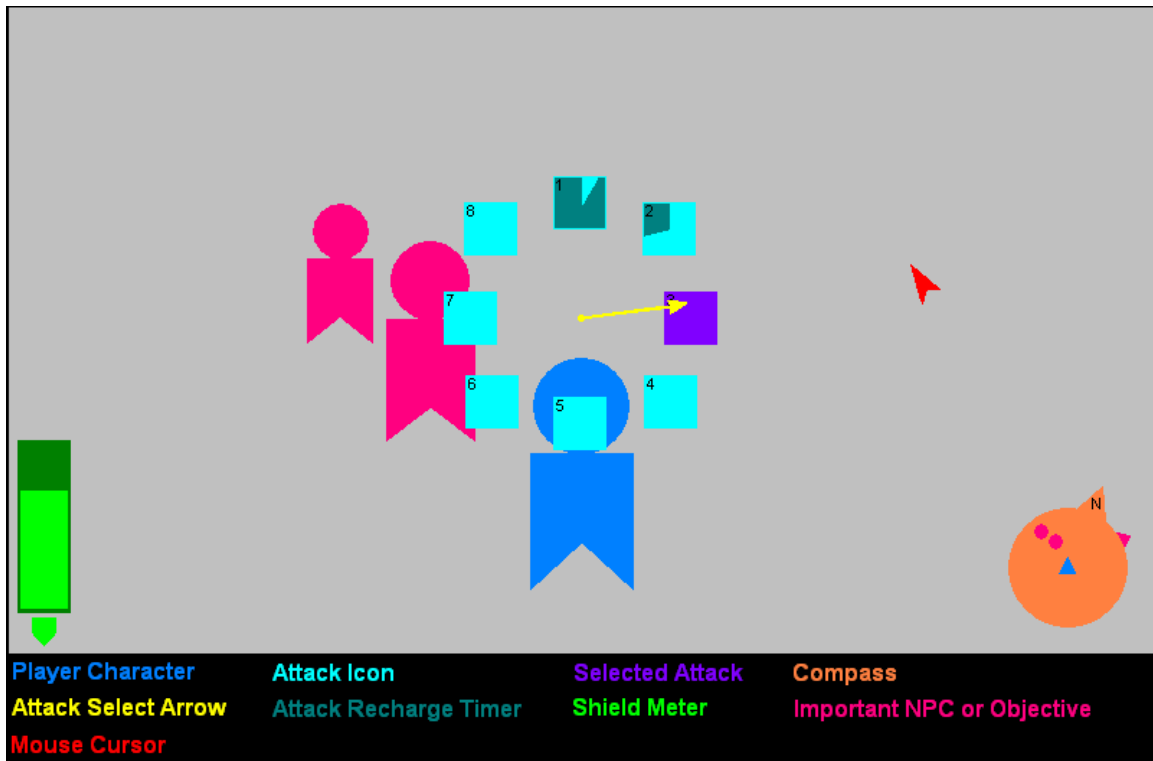 1
2
8
3
7
4
6
5
N
Player Character Attack Icon Selected Attack Compass
Attack Select Arrow Attack Recharge Timer Shield Meter Important NPC or Objective
Mouse Cursor